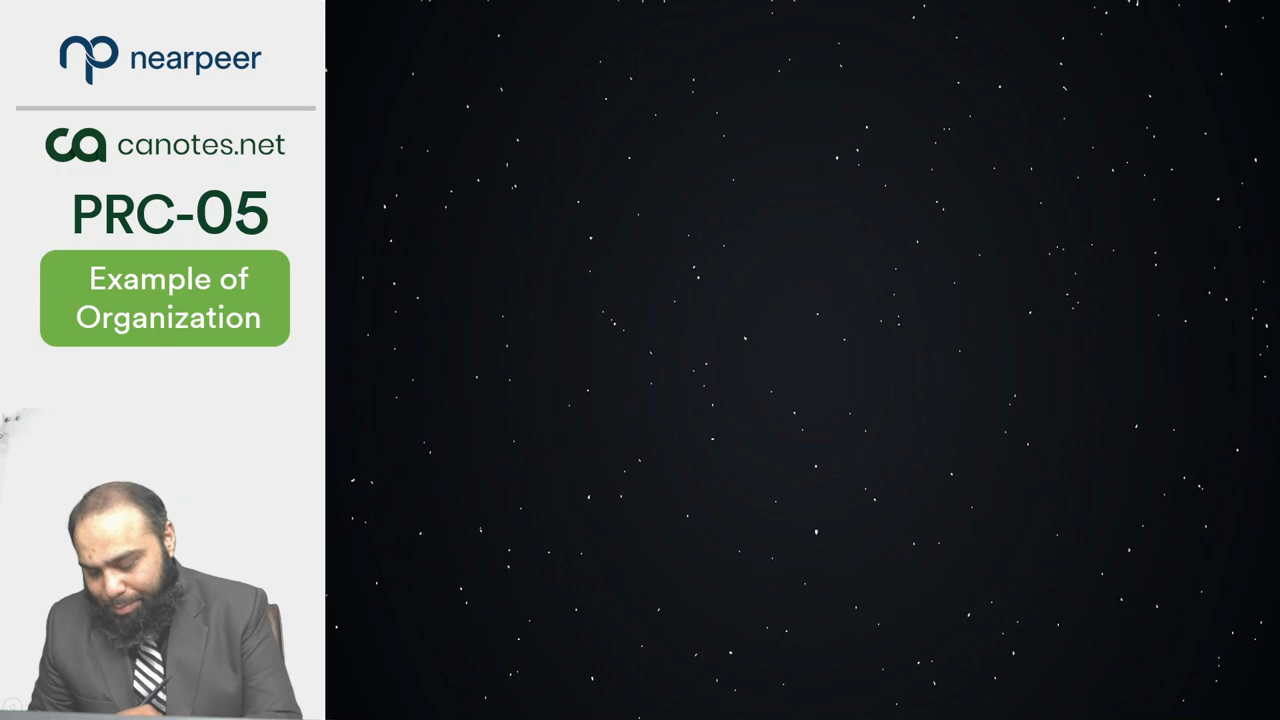 nearpeer
canotes.net
PRC-05
Example of
Organization